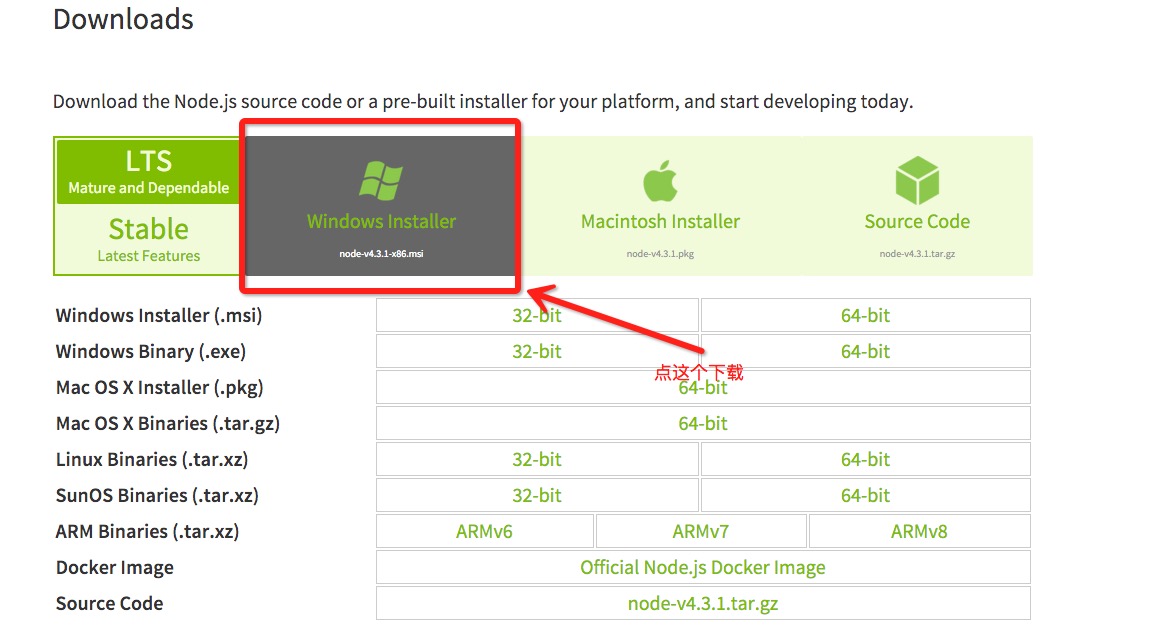 Downloads
Download the Node.js source code or a pre-built installer for your platform, and start developing today.
LTS
Mature and Dependable
Stable
Latest Features
Windows Installer
node-v4.3.1-x86.msi
Macintosh Installer
node-v4.3.1.pkg
Source Code
node-v4.3.1.tar.gz
Windows Installer (.msi) 32-bit 64-bit
Windows Binary (.exe) 32-bit 64-bit
点这个下载
Mac OS X Installer (.pkg) 64-bit
Mac OS X Binaries (.tar.gz) 64-bit
Linux Binaries (.tar.xz) 32-bit 64-bit
SunOS Binaries (.tar.xz) 32-bit 64-bit
ARM Binaries (.tar.xz) ARMv6 ARMv7 ARMv8
Docker Image Official Node.js Docker Image
Source Code node-v4.3.1.tar.gz